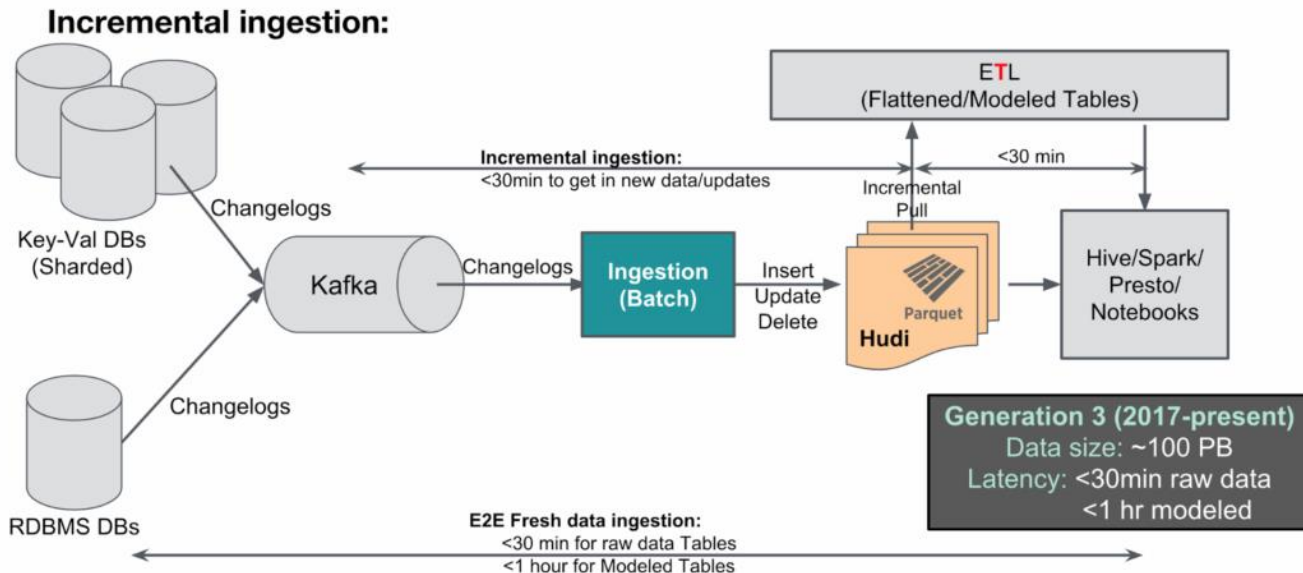 Incremental ingestion:
ETL
(Flattened/Modeled Tables)
Incremental ingestion:
<30min to get in new data/updates
<30 min
Incremental
Pull
Changelogs
Key-Val DBs
(Sharded)
Kafka
Changelogs
Ingestion
(Batch)
Insert
Update
Delete
Parquet
Hudi
Hive/Spark/
Presto/
Notebooks
Changelogs
RDBMS DBs
Generation 3 (2017-present)
Data size: ~100 PB
Latency: <30min raw data
<1 hr modeled
E2E Fresh data ingestion:
<30 min for raw data Tables
<1 hour for Modeled Tables